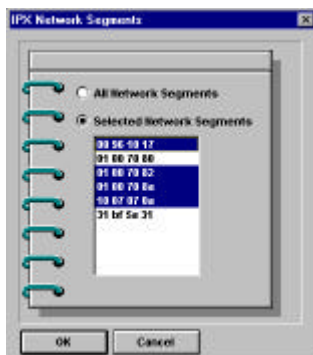 IPX Network Segments
All Network Segments
Selected Network Segments
00 56 10 17
01 00 70 80
01 00 70 82
01 00 70 8e
10 07 07 0e
31 bf 5e 31
OK
Cancel